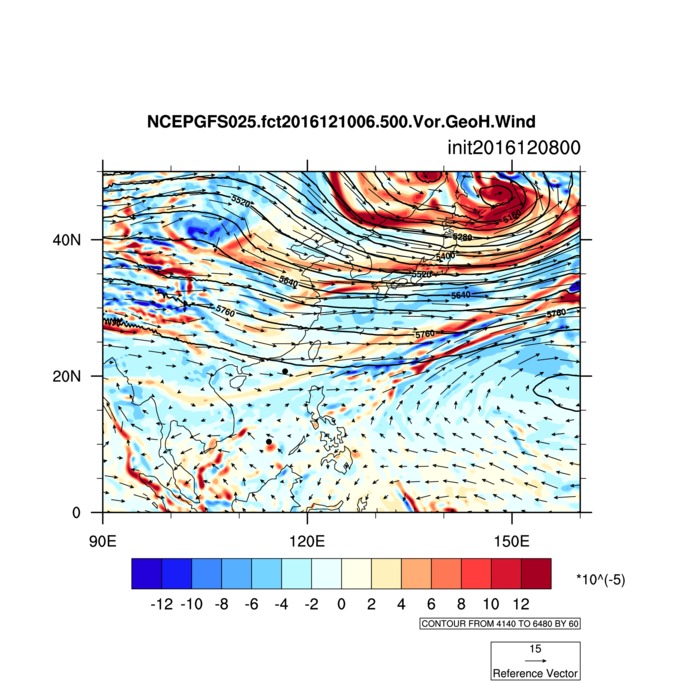 NCEPGFS025.fct2016121006.500.Vor.GeoH.Wind
init2016120800
5520
5160
5280
40N
5400
5520
5640
5640
5760
5760
5760
20N
0
90E 120E 150E
-12 -10 -8 -6 -4 -2 0 2 4 6 8 10 12
*10^(-5)
CONTOUR FROM 4140 TO 6480 BY 60
15
Reference Vector